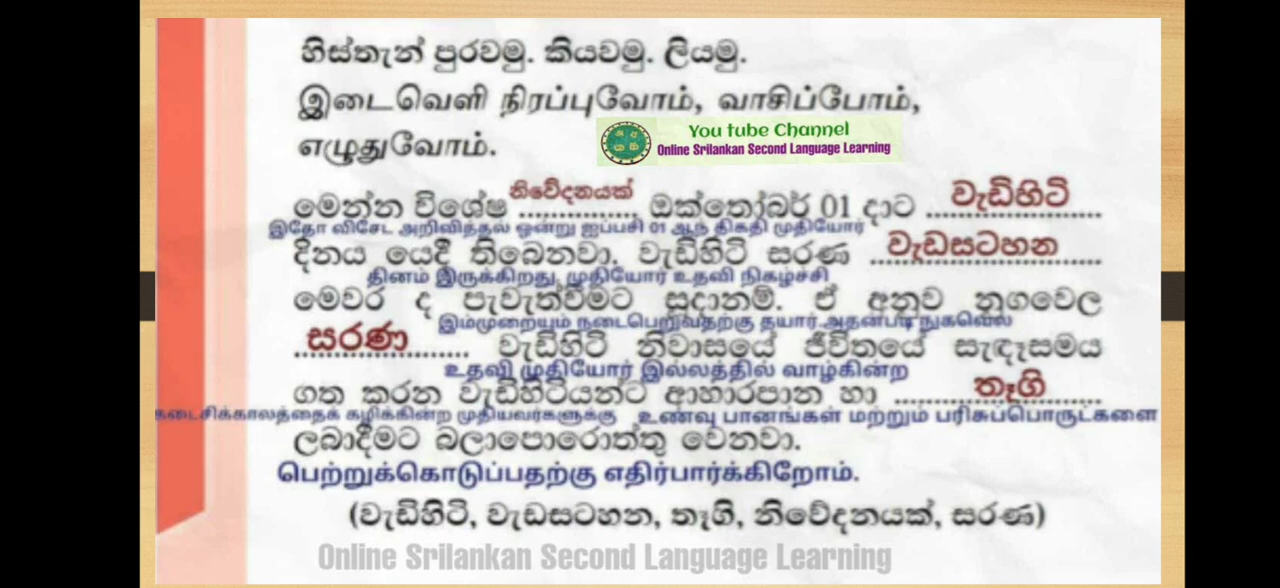 හිස්තැන් පුරවමු. කියවමු. ලියමු.
இடைவெளி நிரப்புவோம், வாசிப்போம்,
எழுதுவோம்.
You tube Channel
Online Srilankan Second Language Learning
මෙන්න විශේෂ නිවේදනයක් ඔක්තෝබර් 01 දාට වැඩිහිටි
இதோ விசேட அறிவித்தல் ஒன்று ஐப்பசி 01 ஆந் திகதி முதியோர்
දිනය යෙදී තිබෙනවා. වැඩිහිටි සරණ වැඩසටහන
தினம் இருக்கிறது. முதியோர் உதவி நிகழ்ச்சி
මෙවර ද පැවැත්වීමට සූදානම්. ඒ අනුව නුගවෙල
இம்முறையும் நடைபெறுவதற்கு தயார்.அதன்படி நுகவெல
සරණ වැඩිහිටි නිවාසයේ ජීවිතයේ සැඳෑසමය
உதவி முதியோர் இல்லத்தில் வாழ்கின்ற
ගත කරන වැඩිහිටියන්ට ආහාරපාන හා තෑගි
கடைசிக்காலத்தைக் கழிக்கின்ற முதியவர்களுக்கு உணவு பானங்கள் மற்றும் பரிசுப்பொருட்களை
ලබාදීමට බලාපොරොත්තු වෙනවා.
பெற்றுக்கொடுப்பதற்கு எதிர்பார்க்கிறோம்.
(වැඩිහිටි, වැඩසටහන, තෑගි, නිවේදනයක්, සරණ)
Online Srilankan Second Language Learning